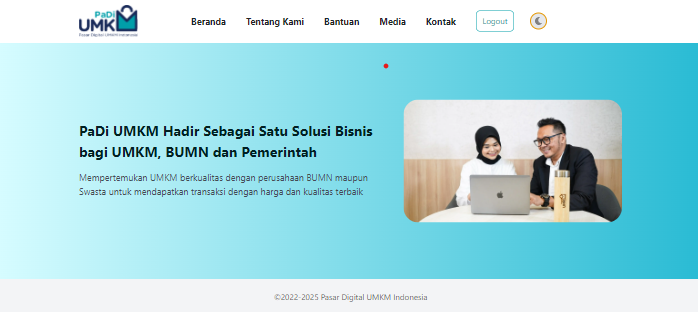 PaDi
UMKM
Pasar Digital UMKM Indonesia
Beranda
Tentang Kami
Bantuan
Media
Kontak
Logout
PaDi UMKM Hadir Sebagai Satu Solusi Bisnis
bagi UMKM, BUMN dan Pemerintah
Mempertemukan UMKM berkualitas dengan perusahaan BUMN maupun
Swasta untuk mendapatkan transaksi dengan harga dan kualitas terbaik
©2022-2025 Pasar Digital UMKM Indonesia